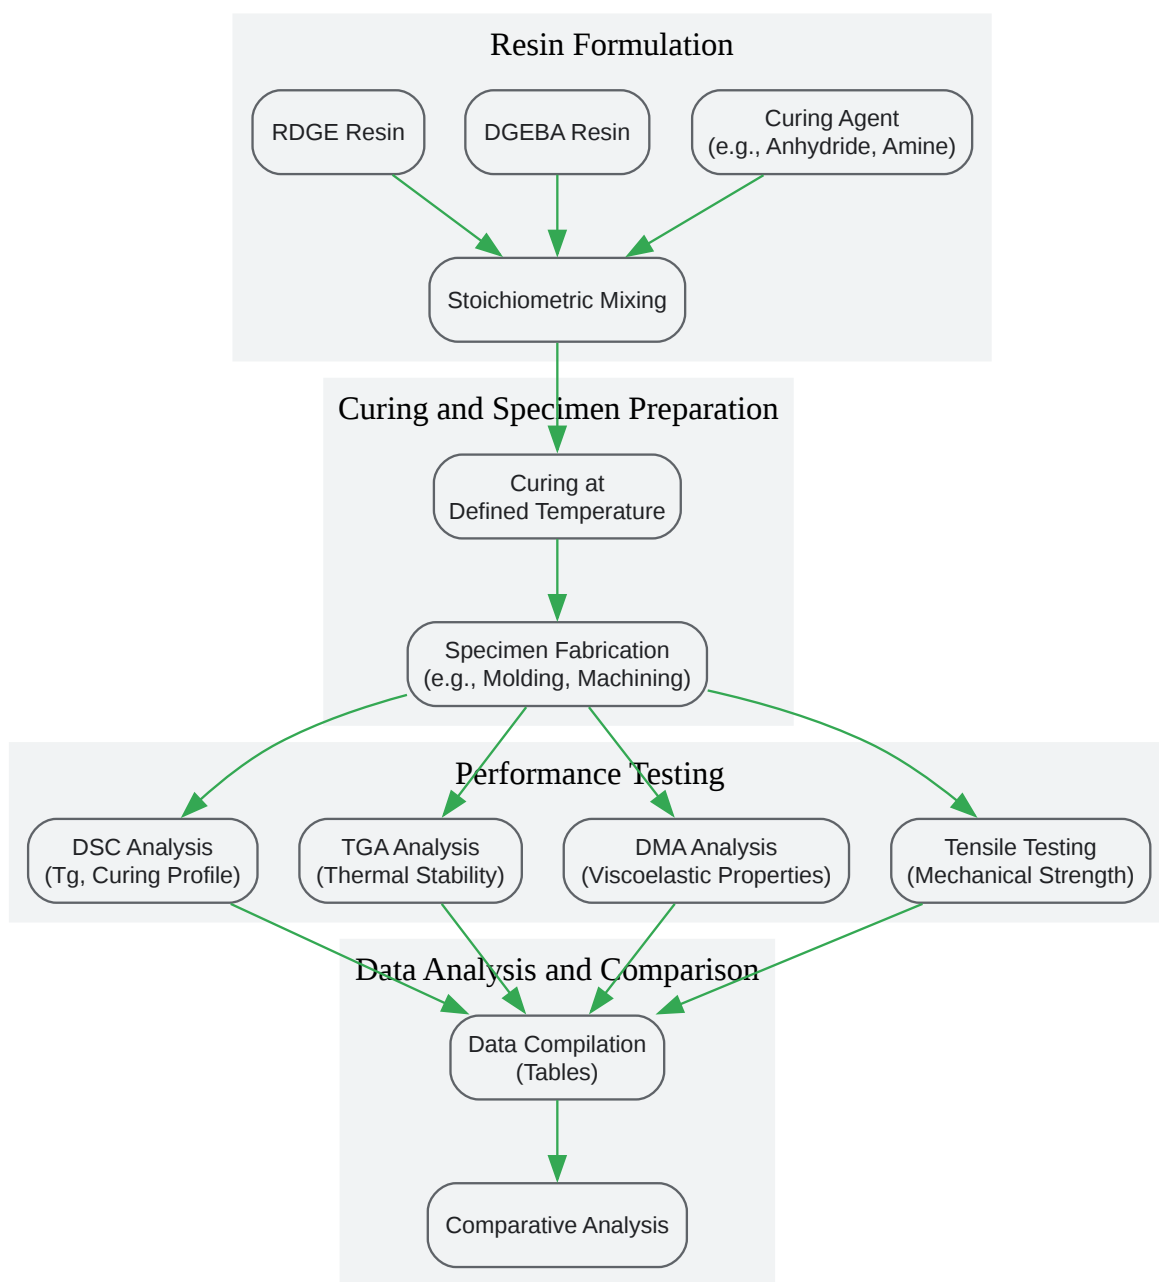 Resin Formulation
RDGE Resin
DGEBA Resin
Curing Agent
(e.g., Anhydride, Amine)
Stoichiometric Mixing
Curing and Specimen Preparation
Curing at
Defined Temperature
Specimen Fabrication
(e.g., Molding, Machining)
Performance Testing
DSC Analysis
(Tg, Curing Profile)
TGA Analysis
(Thermal Stability)
DMA Analysis
(Viscoelastic Properties)
Tensile Testing
(Mechanical Strength)
Data Analysis and Comparison
Data Compilation
(Tables)
Comparative Analysis